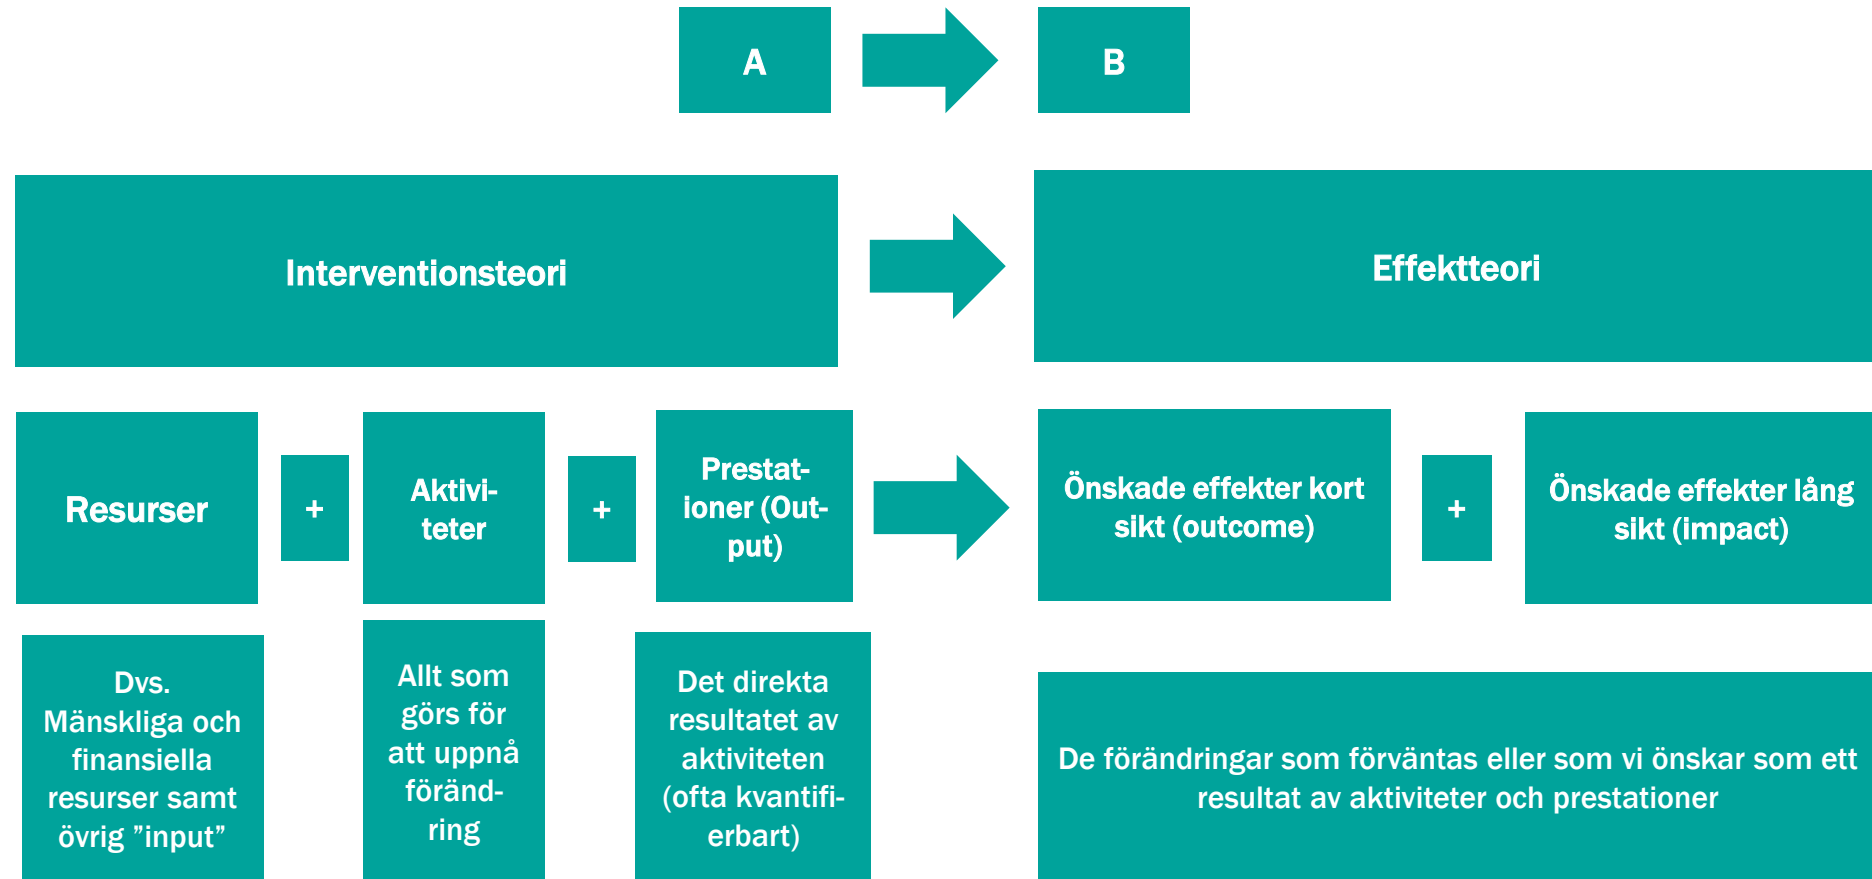 A
B
Interventionsteori
Effektteori
Resurser
+
Aktivi-
teter
+
Prestat-
ioner (Out-
put)
Önskade effekter kort
sikt (outcome)
+
Önskade effekter lång
sikt (impact)
Dvs.
Mänskliga och
finansiella
resurser samt
övrig ”input”
Allt som
görs för
att uppnå
föränd-
ring
Det direkta
resultatet av
aktiviteten
(ofta kvantifi-
erbart)
De förändringar som förväntas eller som vi önskar som ett
resultat av aktiviteter och prestationer